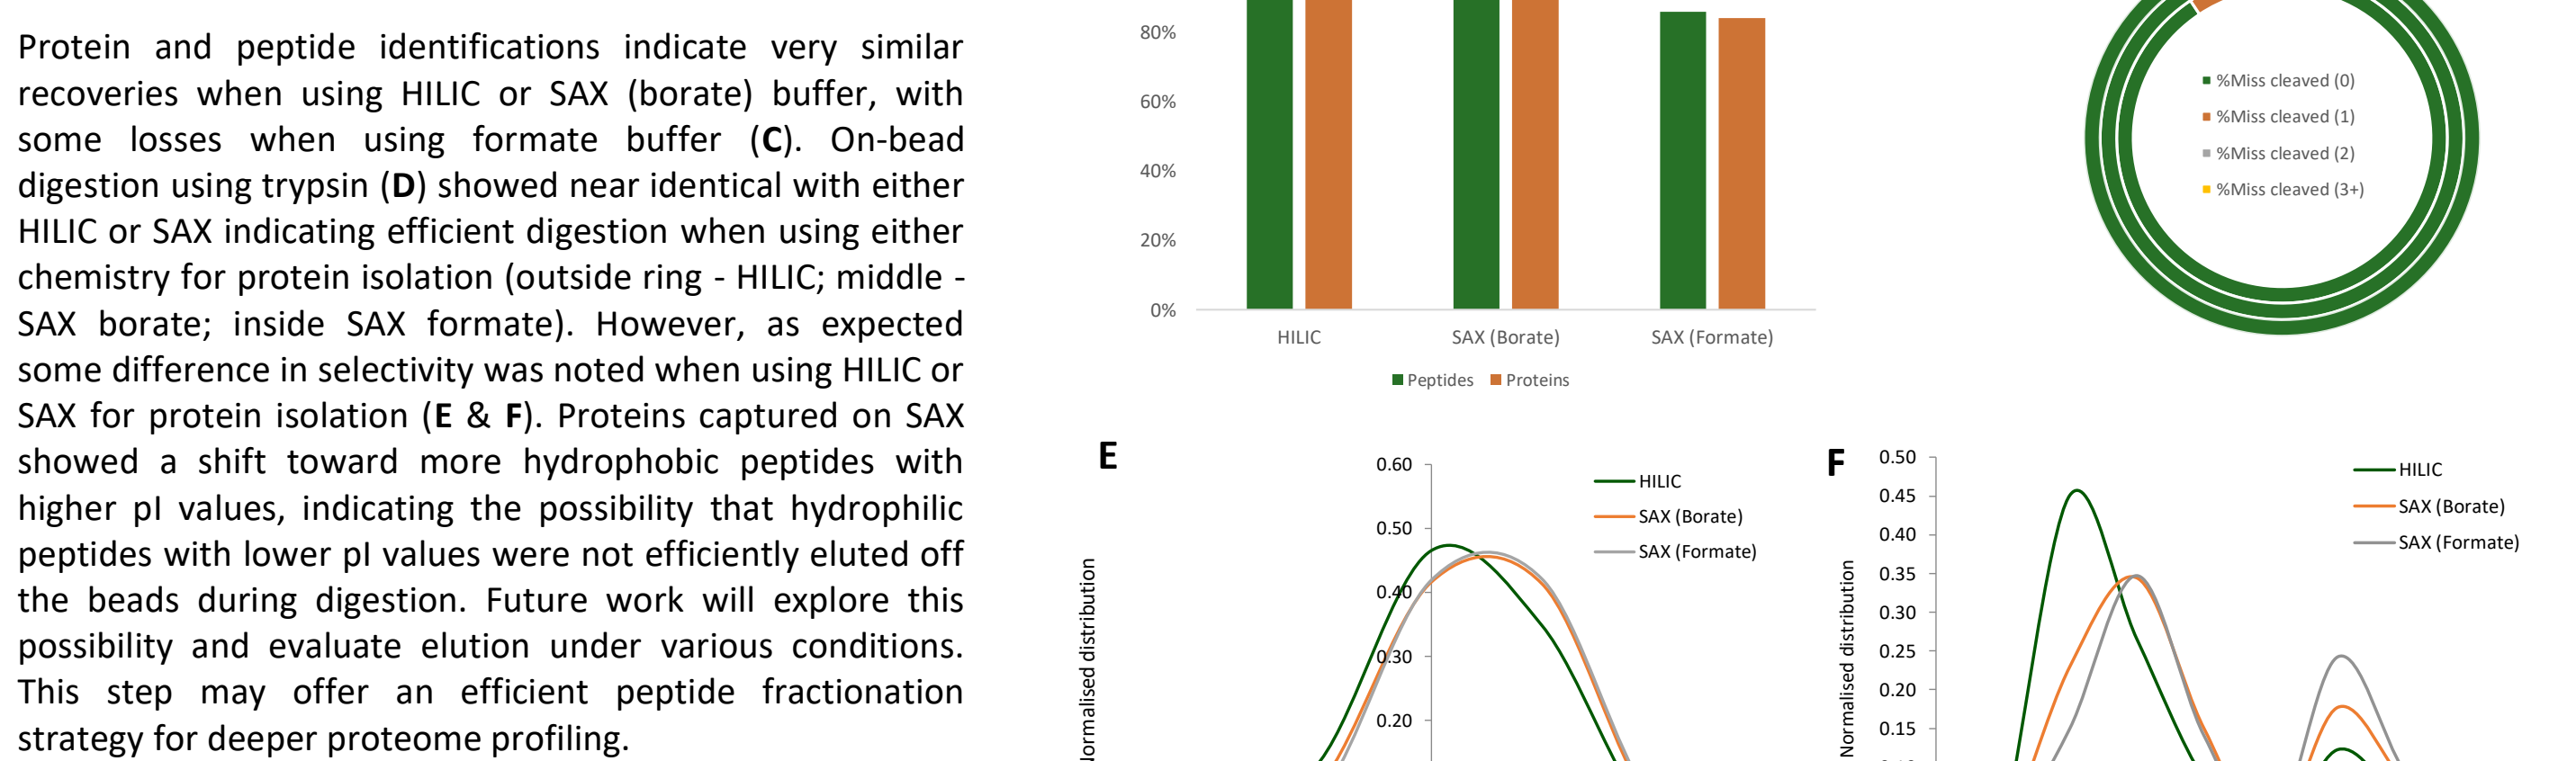 Protein and peptide identifications indicate very similar
recoveries when using HILIC or SAX (borate) buffer, with
some losses when using formate buffer (C). On-bead
digestion using trypsin (D) showed near identical with either
HILIC or SAX indicating efficient digestion when using either
chemistry for protein isolation (outside ring - HILIC; middle -
SAX borate; inside SAX formate). However, as expected
some difference in selectivity was noted when using HILIC or
SAX for protein isolation (E & F). Proteins captured on SAX
showed a shift toward more hydrophobic peptides with
higher pI values, indicating the possibility that hydrophilic
peptides with lower pI values were not efficiently eluted off
the beads during digestion. Future work will explore this
possibility and evaluate elution under various conditions.
This step may offer an efficient peptide fractionation
strategy for deeper proteome profiling.
80%
60%
40%
20%
0%
HILIC
SAX (Borate)
SAX (Formate)
Peptides
Proteins
%Miss cleaved (0)
%Miss cleaved (1)
%Miss cleaved (2)
%Miss cleaved (3+)
E
0.60
0.50
0.40
0.30
0.20
Normalised distribution
HILIC
SAX (Borate)
SAX (Formate)
F
0.50
0.45
0.40
0.35
0.30
0.25
0.20
0.15
Normalised distribution
HILIC
SAX (Borate)
SAX (Formate)